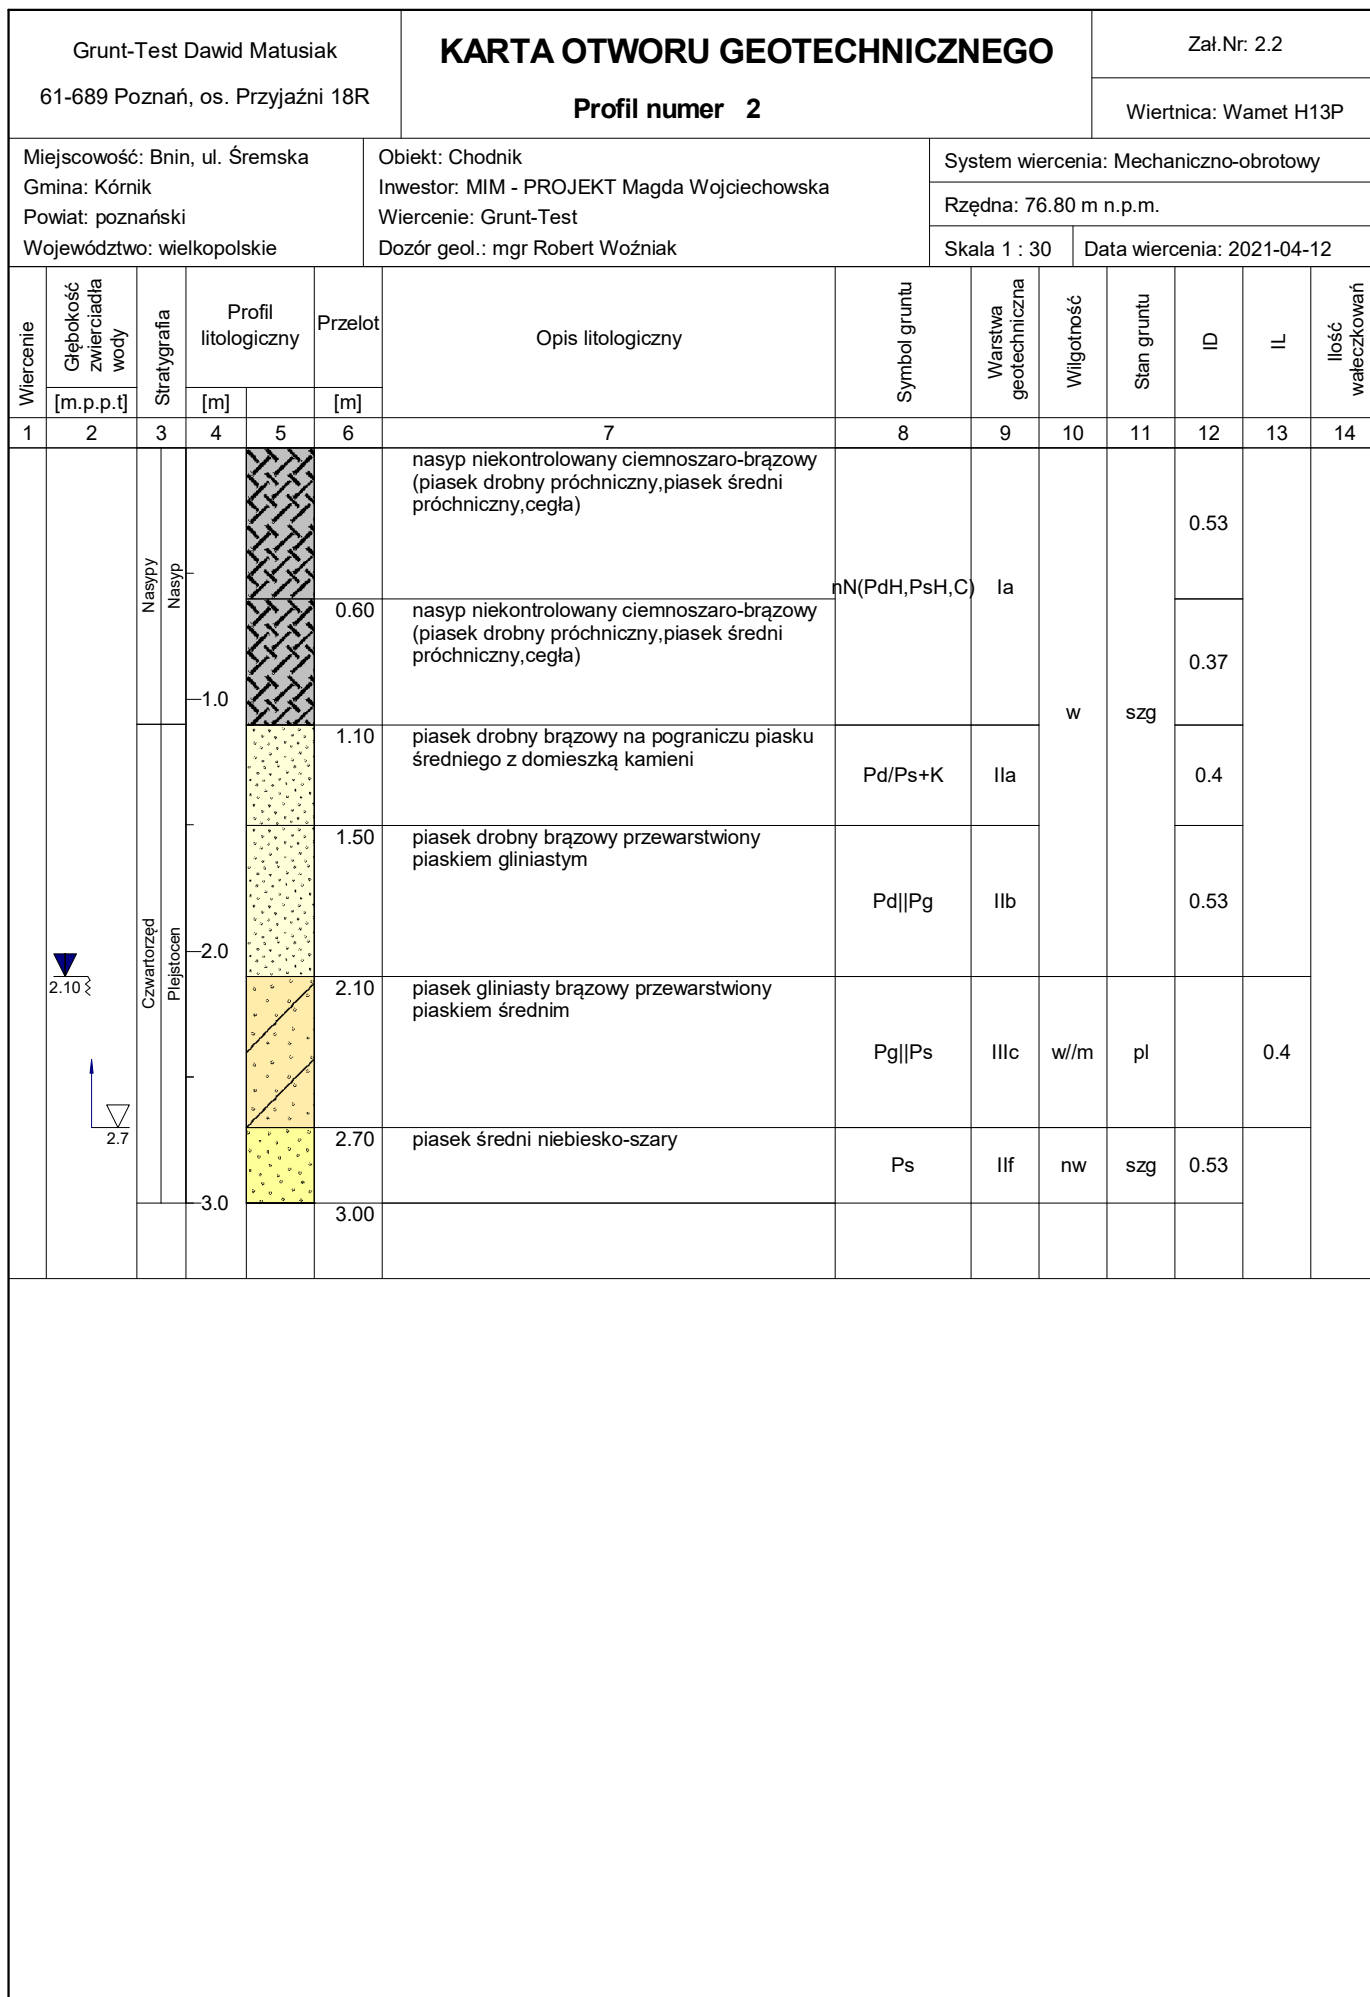 Grunt-Test Dawid Matusiak
61-689 Poznań, os. Przyjaźni 18R
KARTA OTWORU GEOTECHNICZNEGO
Profil numer 2
Zał.Nr: 2.2
Wiertnica: Wamet H13P
Miejscowość: Bnin, ul. Śremska
Gmina: Kórnik
Powiat: poznański
Województwo: wielkopolskie
Obiekt: Chodnik
Inwestor: MIM - PROJEKT Magda Wojciechowska
Wiercenie: Grunt-Test
Dozór geol.: mgr Robert Woźniak
System wiercenia: Mechaniczno-obrotowy
Rzędna: 76.80 m n.p.m.
Skala 1 : 30
Data wiercenia: 2021-04-12
Wiercenie
Głębokość
zwierciadła
wody
[m.p.p.t]
Stratygrafia
Profil
litologiczny
[m]
Przelot
[m]
Opis litologiczny
Symbol gruntu
Warstwa
geotechniczna
Wilgotność
Stan gruntu
ID
IL
Ilość
wałeczkowań
1 2 3 4 5 6 7 8 9 10 11 12 13 14
nasyp niekontrolowany ciemnoszaro-brązowy
(piasek drobny próchniczny,piasek średni
próchniczny,cegła)
0.53
Nasypy
Nasyp
nN(PdH,PsH,C)
Ia
0.60
nasyp niekontrolowany ciemnoszaro-brązowy
(piasek drobny próchniczny,piasek średni
próchniczny,cegła)
0.37
1.0
w
szg
1.10
piasek drobny brązowy na pograniczu piasku
średniego z domieszką kamieni
Pd/Ps+K
IIa
0.4
1.50
piasek drobny brązowy przewarstwiony
piaskiem gliniastym
Pd||Pg
IIb
0.53
Czwartorzęd
Plejstocen
2.0
2.10
2.10
piasek gliniasty brązowy przewarstwiony
piaskiem średnim
Pg||Ps
IIIc
w//m
pl
0.4
2.7
2.70
piasek średni niebiesko-szary
Ps
IIf
nw
szg
0.53
3.0
3.00